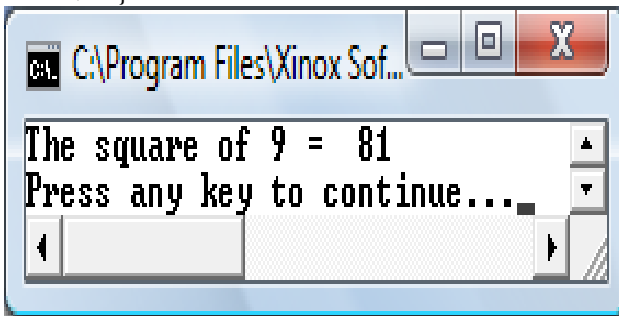 C:\Program Files\Xinox Sof...
The square of 9 =  81
Press any key to continue..._